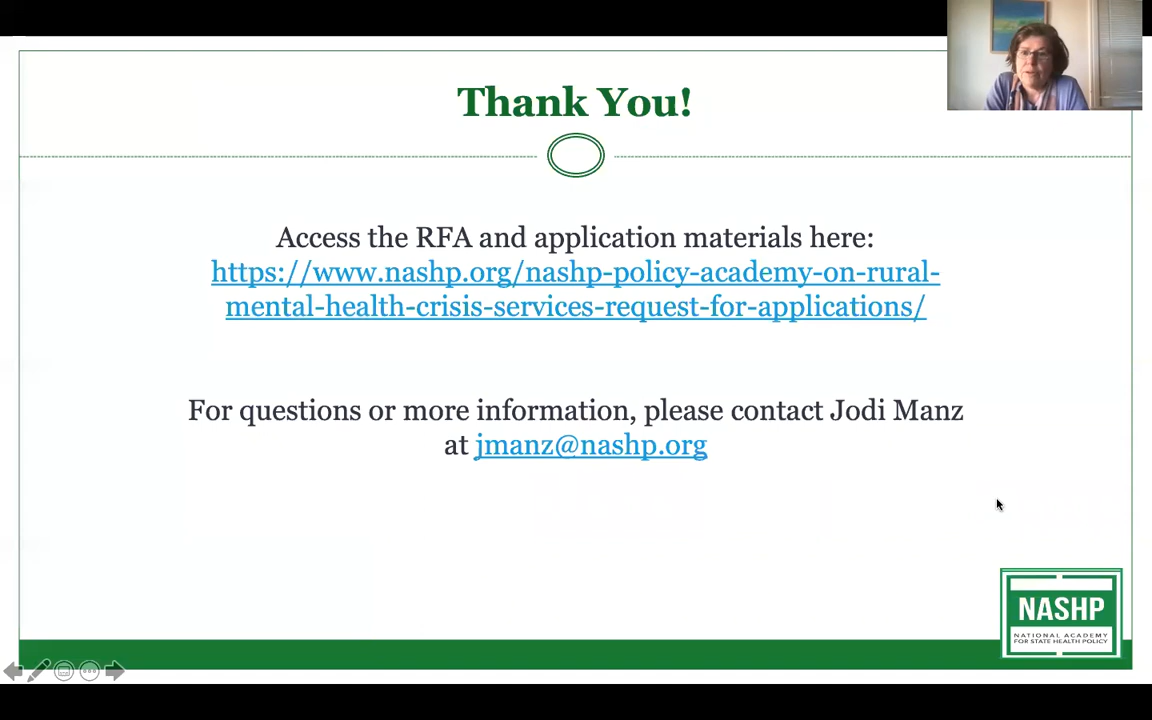 Thank You!
Access the RFA and application materials here:
https://www.nashp.org/nashp-policy-academy-on-rural-
mental-health-crisis-services-request-for-applications/
For questions or more information, please contact Jodi Manz
at jmanz@nashp.org
NASHP
NATIONAL ACADEMY
FOR STATE HEALTH POLICY